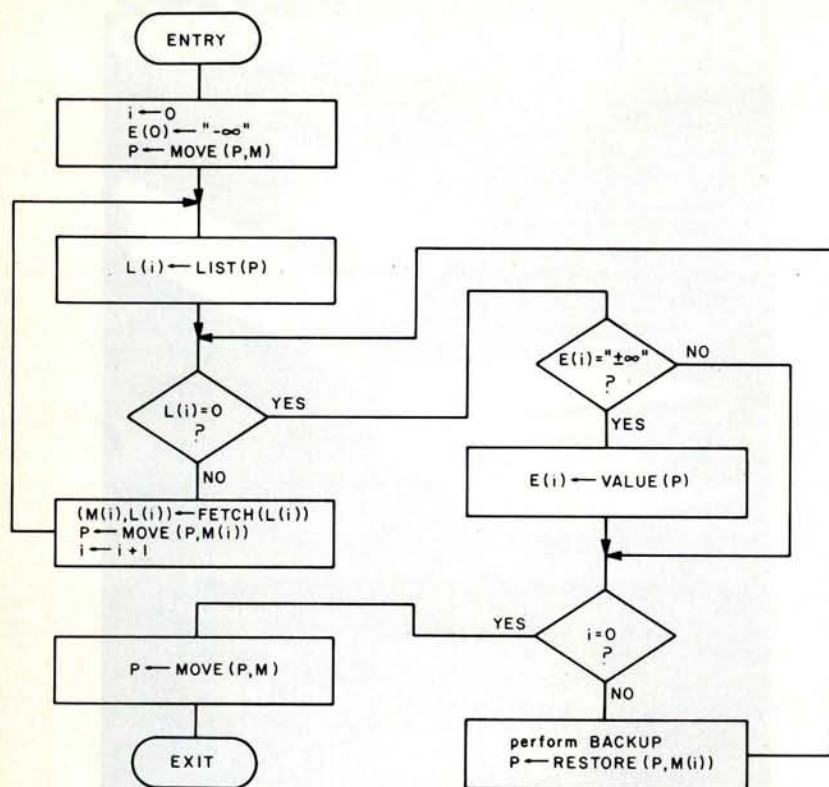 ENTRY
i ← 0
E(0) ← "-∞"
P ← MOVE (P,M)
L(i) ← LIST(P)
L(i)=0
?
YES
NO
(M(i),L(i)) ← FETCH(L(i))
P ← MOVE (P,M(i))
i ← i + 1
E(i)="±∞"
?
NO
YES
E(i) ← VALUE(P)
i=0
?
YES
NO
perform BACKUP
P ← RESTORE (P,M(i))
P ← MOVE (P,M)
EXIT